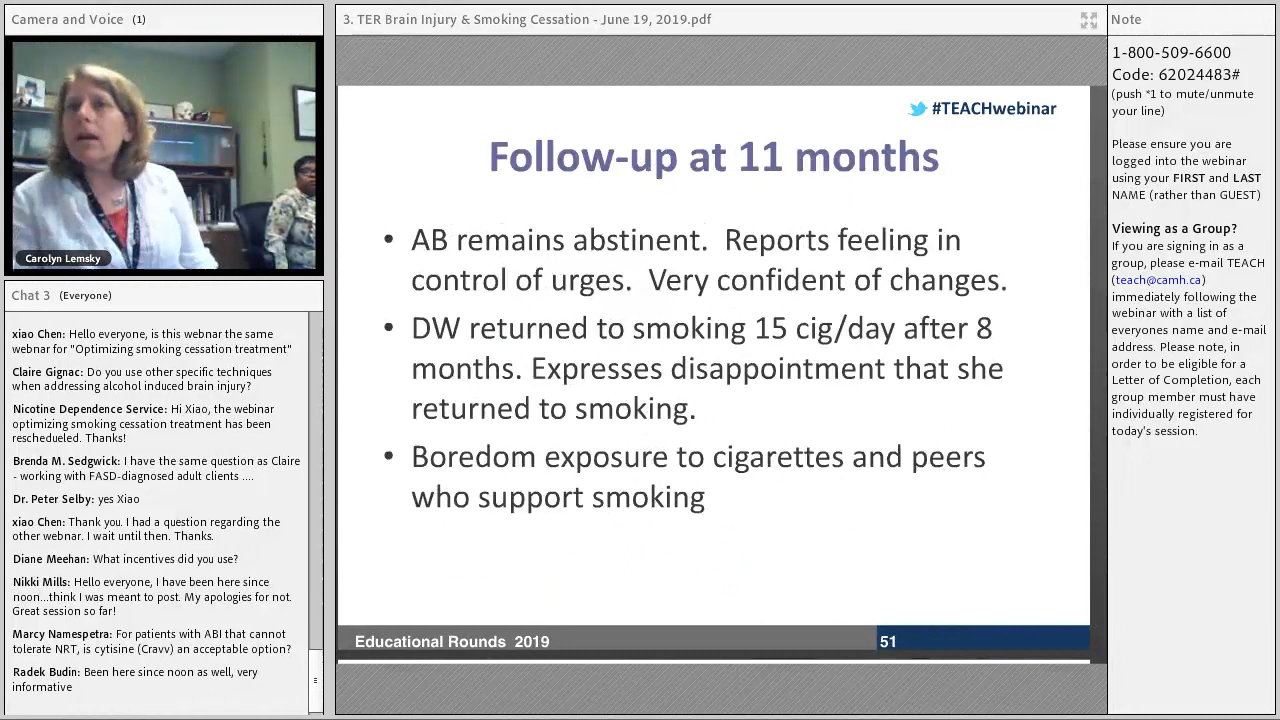 Camera and Voice (1)
Carolyn Lemsky
Chat 3 (Everyone)
xiao Chen: Hello everyone, is this webnar the same
webnar for "Optimizing smoking cessation treatment"
Claire Gignac: Do you use other specific techniques
when addressing alcohol induced brain injury?
Nicotine Dependence Service: Hi Xiao, the webinar
optimizing smoking cessation treatment has been
reschedueled. Thanks!
Brenda M. Sedgwick: I have the same question as Claire
- working with FASD-diagnosed adult clients ....
Dr. Peter Selby: yes Xiao
xiao Chen: Thank you. I had a question regarding the
other webinar. I wait until then. Thanks.
Diane Meehan: What incentives did you use?
Nikki Mills: Hello everyone, I have been here since
noon...think I was meant to post. My apologies for not.
Great session so far!
Marcy Namespetra: For patients with ABI that cannot
tolerate NRT, is cytisine (Cravv) an acceptable option?
Radek Budin: Been here since noon as well, very
informative
3. TER Brain Injury & Smoking Cessation - June 19, 2019.pdf
#TEACHwebinar
Follow-up at 11 months
• AB remains abstinent. Reports feeling in
control of urges. Very confident of changes.
• DW returned to smoking 15 cig/day after 8
months. Expresses disappointment that she
returned to smoking.
• Boredom exposure to cigarettes and peers
who support smoking
Educational Rounds 2019
51
Note
1-800-509-6600
Code: 62024483#
(push *1 to mute/unmute
your line)
Please ensure you are
logged into the webinar
using your FIRST and LAST
NAME (rather than GUEST)
Viewing as a Group?
If you are signing in as a
group, please e-mail TEACH
(teach@camh.ca)
immediately following the
webinar with a list of
everyones name and e-mail
address. Please note, in
order to be eligible for a
Letter of Completion, each
group member must have
individually registered for
today's session.